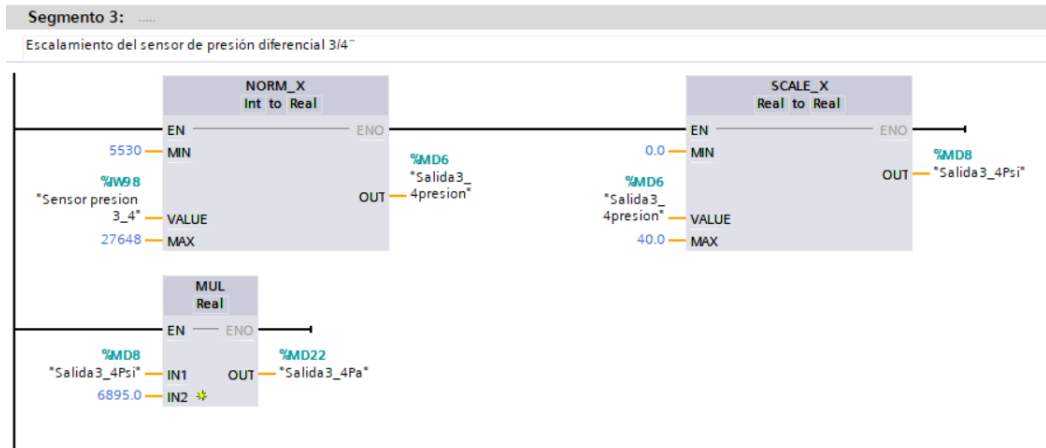 Segmento 3: .....
Escalamiento del sensor de presión diferencial 3/4¨
NORM_X
Int to Real
EN ENO
5530 MIN
%IW98
"Sensor presion
3_4" VALUE
27648 MAX
OUT
%MD6
"Salida3_
4presion"
SCALE_X
Real to Real
EN ENO
0.0 MIN
%MD6
"Salida3_
4presion" VALUE
40.0 MAX
OUT
%MD8
"Salida3_4Psi"
MUL
Real
EN ENO
%MD8
"Salida3_4Psi" IN1
6895.0 IN2
OUT
%MD22
"Salida3_4Pa"